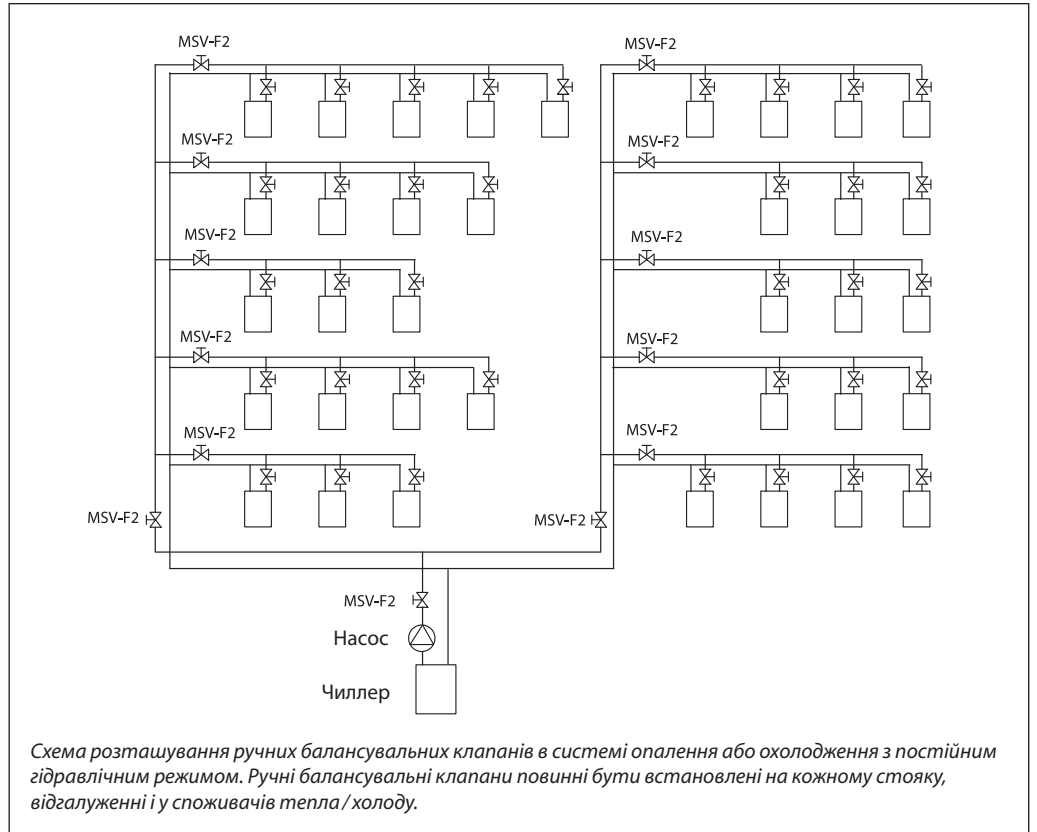 MSV-F2
MSV-F2
MSV-F2
MSV-F2
MSV-F2
MSV-F2
MSV-F2
MSV-F2
MSV-F2
MSV-F2
MSV-F2
MSV-F2
MSV-F2
Насос
Чиллер
Схема розташування ручних балансувальних клапанів в системі опалення або охолодження з постійним
гідравлічним режимом. Ручні балансувальні клапани повинні бути встановлені на кожному стояку,
відгалуженні і у споживачів тепла / холоду.